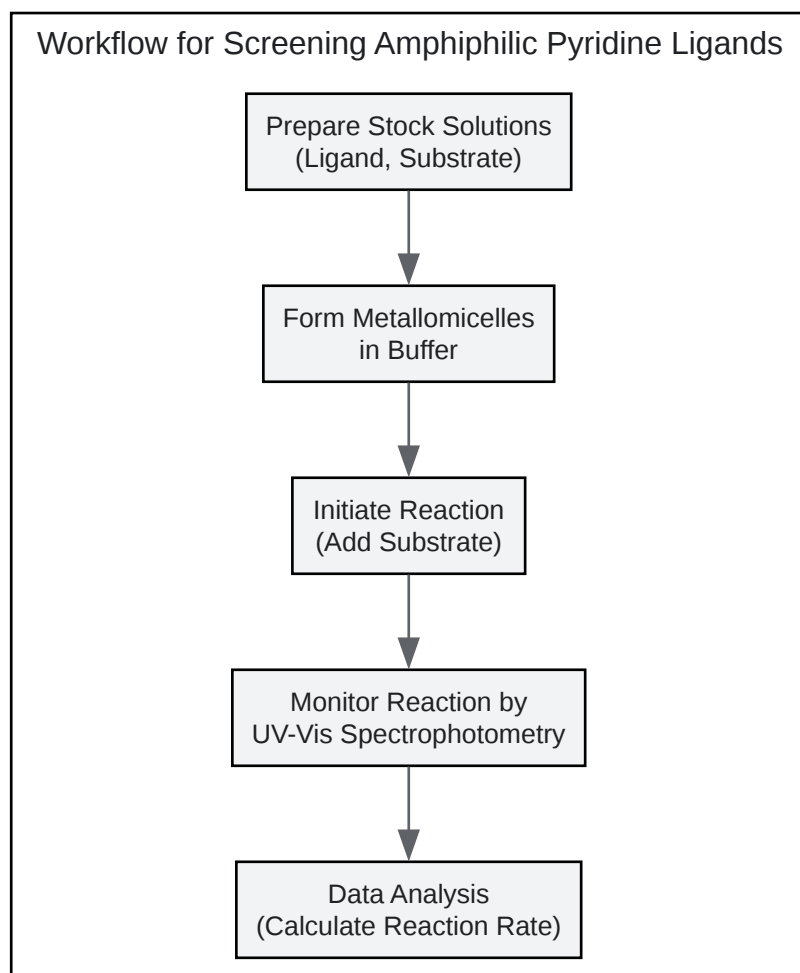 Workflow for Screening Amphiphilic Pyridine Ligands
Prepare Stock Solutions
(Ligand, Substrate)
Form Metallomicelles
in Buffer
Initiate Reaction
(Add Substrate)
Monitor Reaction by
UV-Vis Spectrophotometry
Data Analysis
(Calculate Reaction Rate)